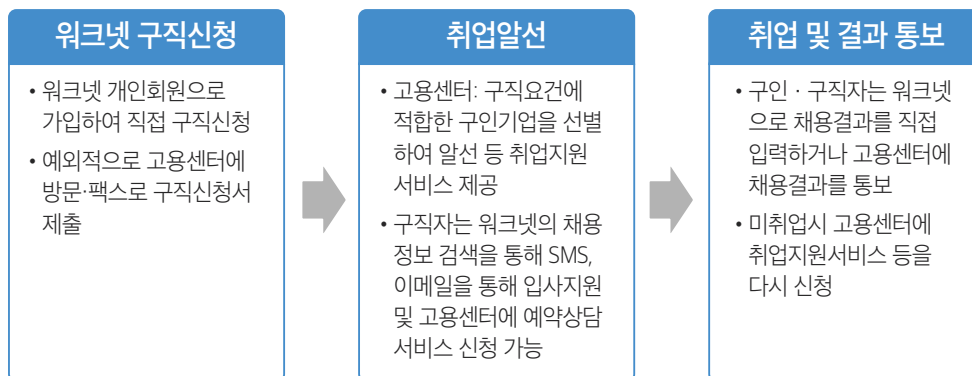 워크넷 구직신청
• 워크넷 개인회원으로
가입하여 직접 구직신청
• 예외적으로 고용센터에
방문·팩스로 구직신청서
제출
취업알선
• 고용센터: 구직요건에
적합한 구인기업을 선별
하여 알선 등 취업지원
서비스 제공
• 구직자는 워크넷의 채용
정보 검색을 통해 SMS,
이메일을 통해 입사지원
및 고용센터에 예약상담
서비스 신청 가능
취업 및 결과 통보
• 구인 · 구직자는 워크넷
으로 채용결과를 직접
입력하거나 고용센터에
채용결과를 통보
• 미취업시 고용센터에
취업지원서비스 등을
다시 신청